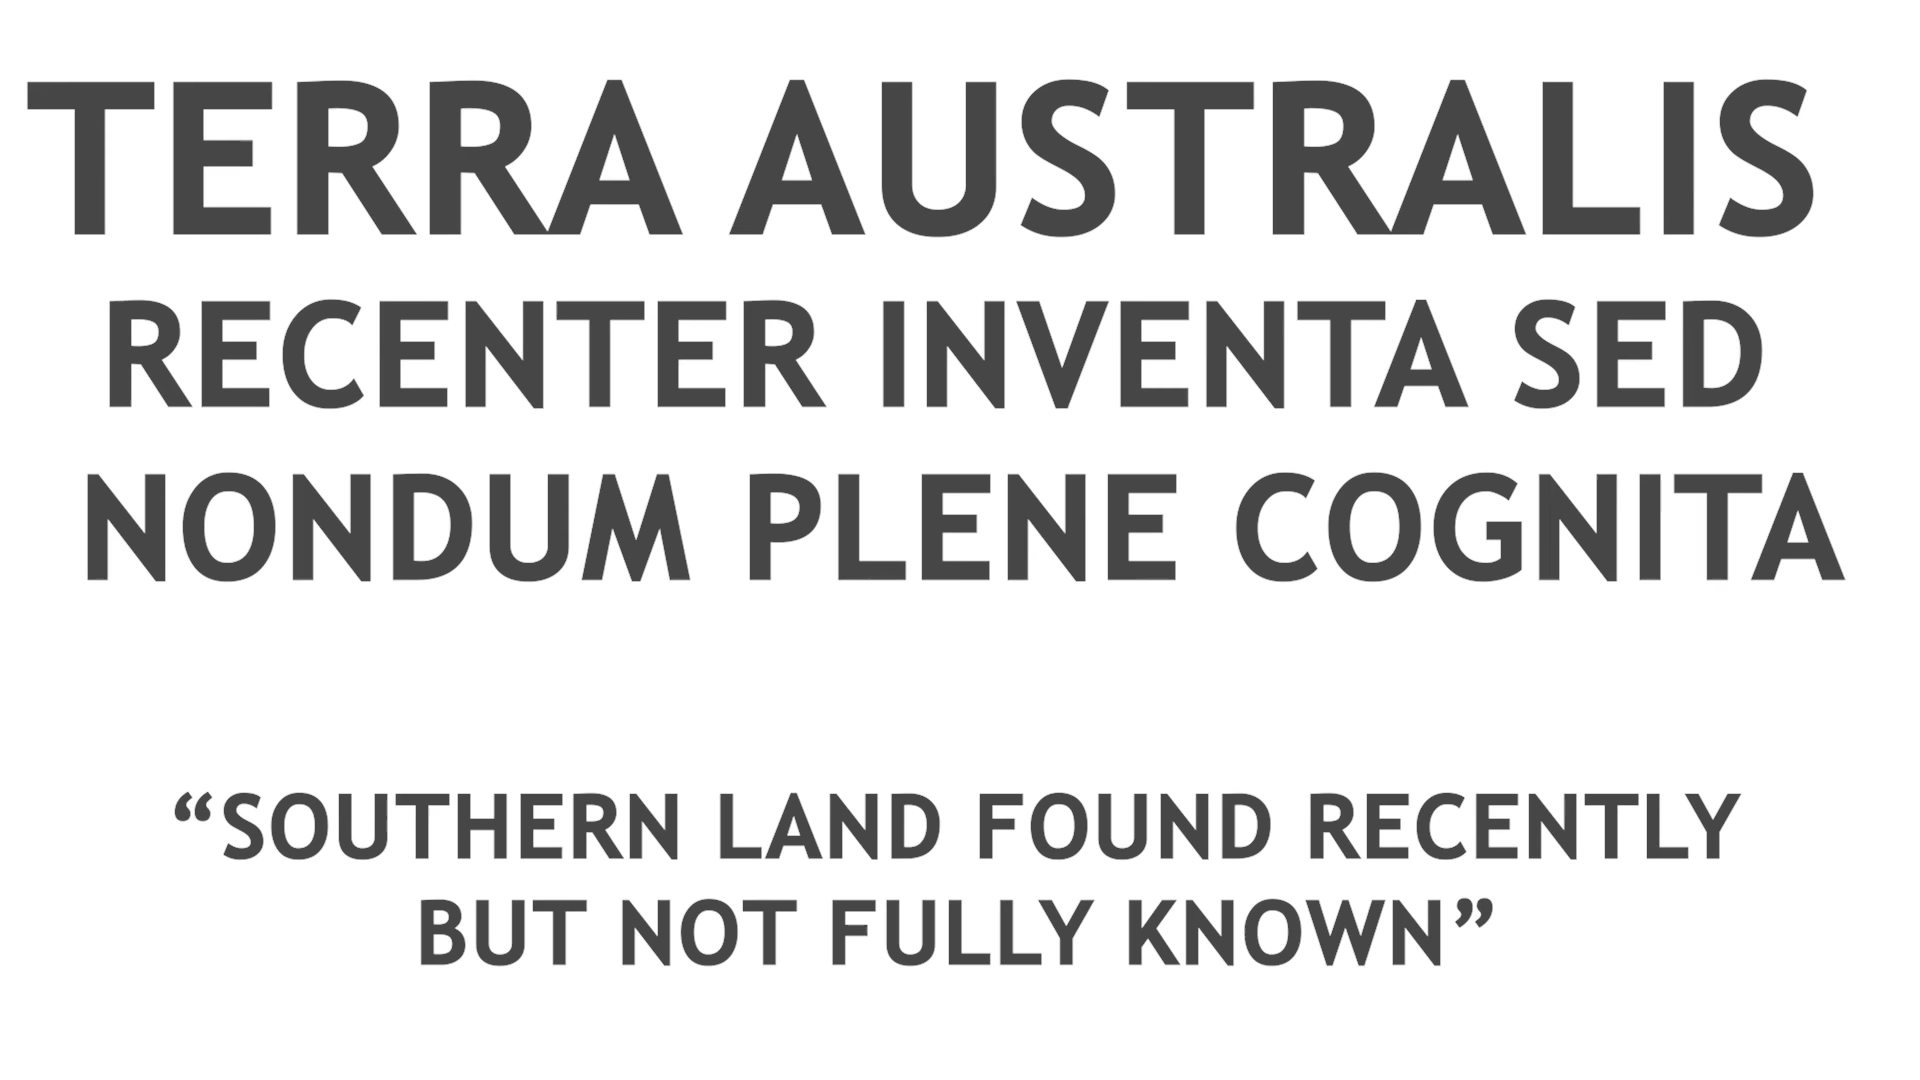 TERRA AUSTRALIS
RECENTER INVENTA SED
NONDUM PLENE COGNITA
“SOUTHERN LAND FOUND RECENTLY
BUT NOT FULLY KNOWN”